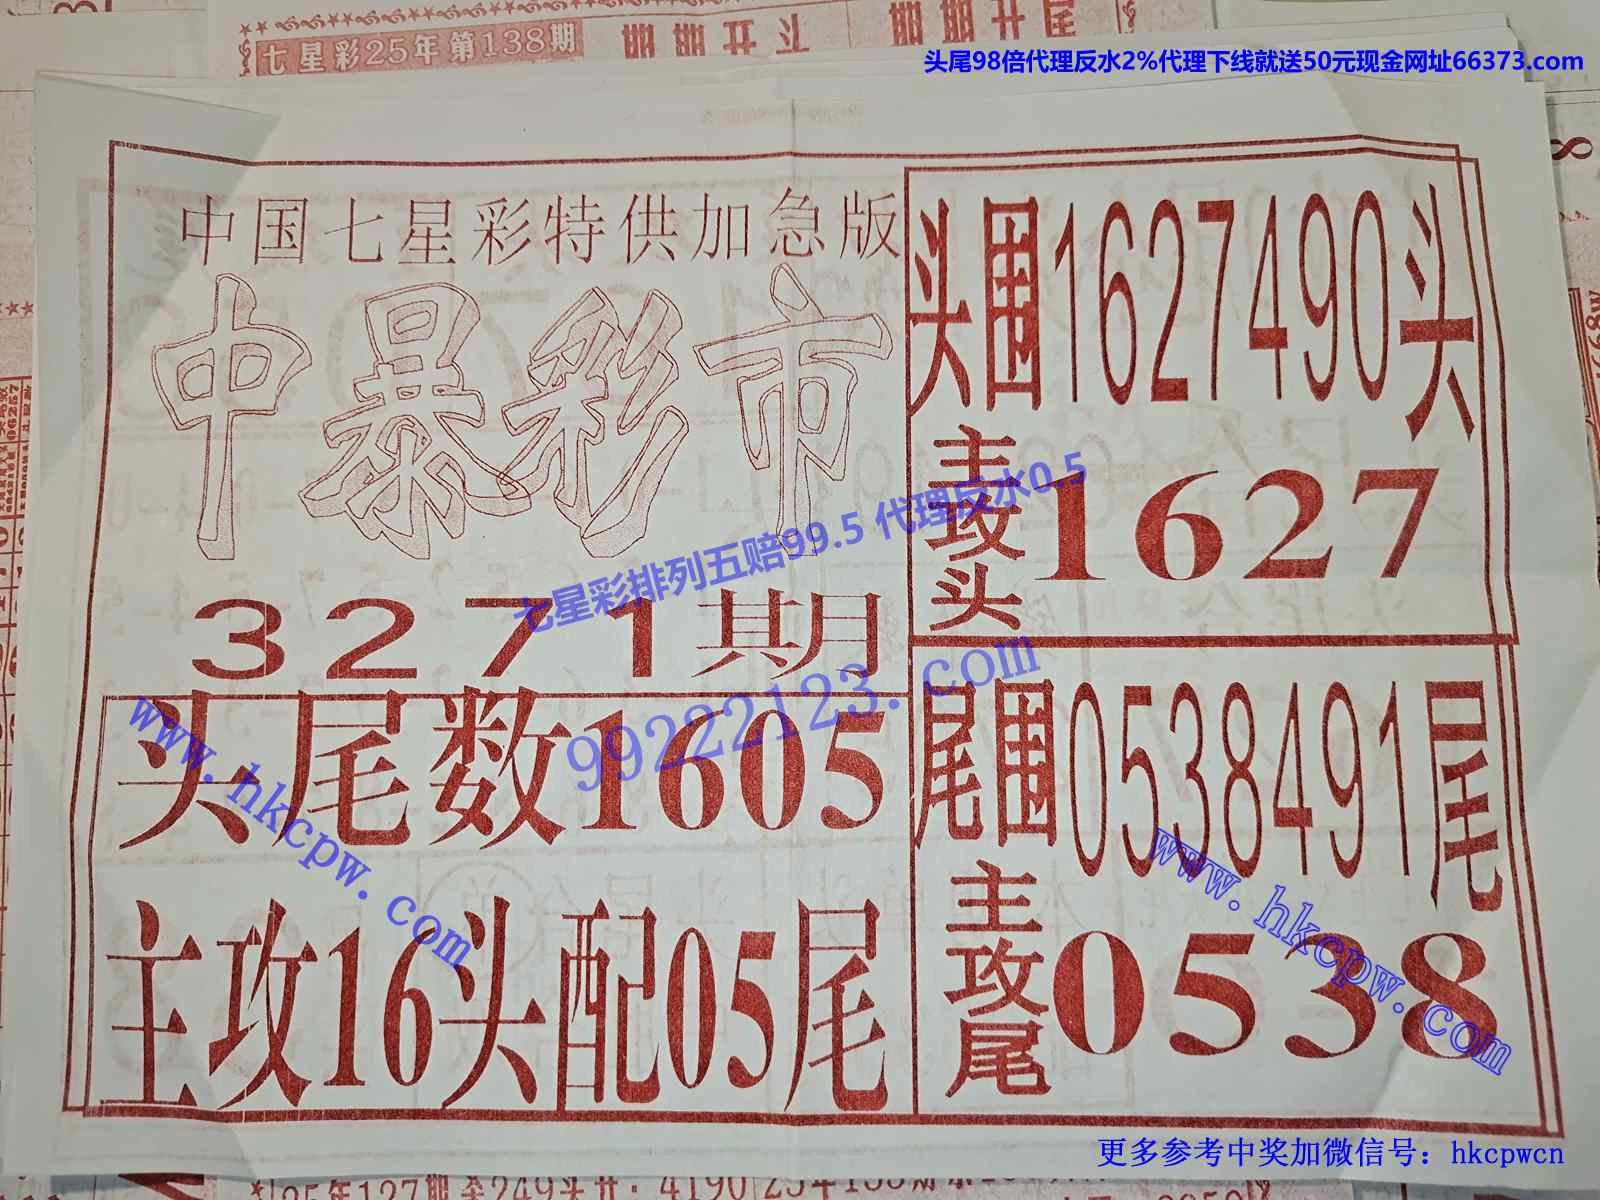 七星彩25年第138期
头尾98倍代理反水2%代理下线就送50元现金网址66373.com
中国七星彩特供加急版
中暴彩市
3271期
头尾数1605
主攻16头配05尾
头围1627490头
主攻头1627
尾围0538491尾
主攻尾0538
七星彩排列五赔99.5 代理反水0.5
99222123.com
www.hkcpw.com
www.hkcpw.com
更多参考中奖加微信号：hkcpwcn